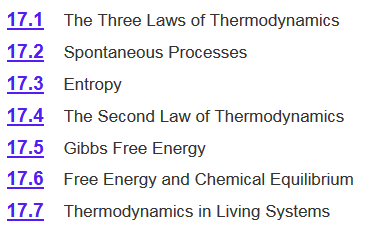 17.1 The Three Laws of Thermodynamics
17.2 Spontaneous Processes
17.3 Entropy
17.4 The Second Law of Thermodynamics
17.5 Gibbs Free Energy
17.6 Free Energy and Chemical Equilibrium
17.7 Thermodynamics in Living Systems